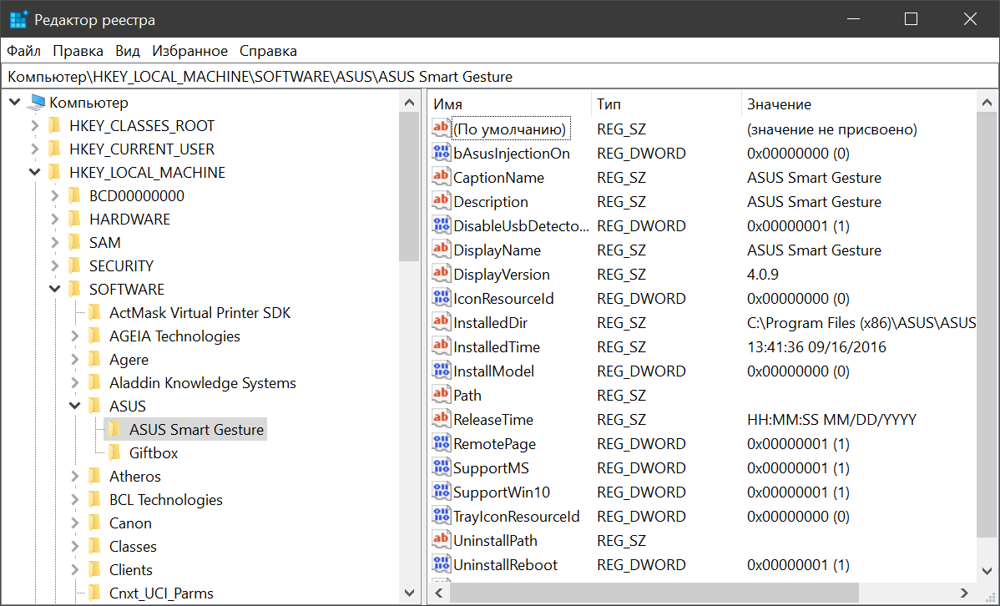 Редактор реестра
Файл Правка Вид Избранное Справка
Компьютер\HKEY_LOCAL_MACHINE\SOFTWARE\ASUS\ASUS Smart Gesture
Компьютер
HKEY_CLASSES_ROOT
HKEY_CURRENT_USER
HKEY_LOCAL_MACHINE
BCD00000000
HARDWARE
SAM
SECURITY
SOFTWARE
ActMask Virtual Printer SDK
AGEIA Technologies
Agere
Aladdin Knowledge Systems
ASUS
ASUS Smart Gesture
Giftbox
Atheros
BCL Technologies
Canon
Classes
Clients
Cnxt_UCI_Parms
Имя Тип Значение
(По умолчанию) REG_SZ (значение не присвоено)
bAsusInjectionOn REG_DWORD 0x00000000 (0)
CaptionName REG_SZ ASUS Smart Gesture
Description REG_SZ ASUS Smart Gesture
DisableUsbDetecto... REG_DWORD 0x00000001 (1)
DisplayName REG_SZ ASUS Smart Gesture
DisplayVersion REG_SZ 4.0.9
IconResourceId REG_DWORD 0x00000000 (0)
InstalledDir REG_SZ C:\Program Files (x86)\ASUS\ASUS
InstalledTime REG_SZ 13:41:36 09/16/2016
InstallModel REG_DWORD 0x00000000 (0)
Path REG_SZ
ReleaseTime REG_SZ HH:MM:SS MM/DD/YYYY
RemotePage REG_DWORD 0x00000001 (1)
SupportMS REG_DWORD 0x00000001 (1)
SupportWin10 REG_DWORD 0x00000001 (1)
TrayIconResourceId REG_DWORD 0x00000000 (0)
UninstallPath REG_SZ
UninstallReboot REG_DWORD 0x00000001 (1)